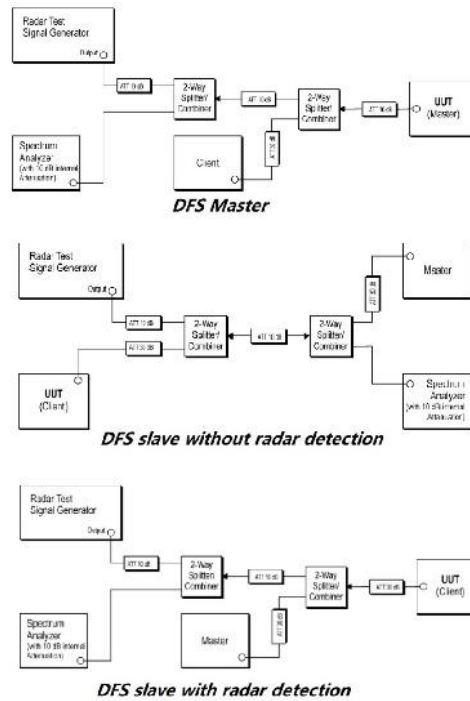 Radar Test
Signal Generator
Output
ATT 10 dB
2-Way
Splitter/
Combiner
ATT 10 dB
2-Way
Splitter/
Combiner
UUT
(Master)
Spectrum
Analyzer
(with 10 dB internal
Attenuation)
Client
DFS Master
Radar Test
Signal Generator
Output
ATT 10 dB
2-Way
Splitter/
Combiner
ATT 10 dB
2-Way
Splitter/
Combiner
Master
UUT
(Client)
Spectrum
Analyzer
(with 10 dB internal
Attenuation)
DFS slave without radar detection
Radar Test
Signal Generator
Output
ATT 10 dB
2-Way
Splitter
Combiner
ATT 10 dB
2-Way
Splitter/
Combiner
UUT
(Client)
Spectrum
Analyzer
(with 10 dB internal
Attenuation)
Master
DFS slave with radar detection